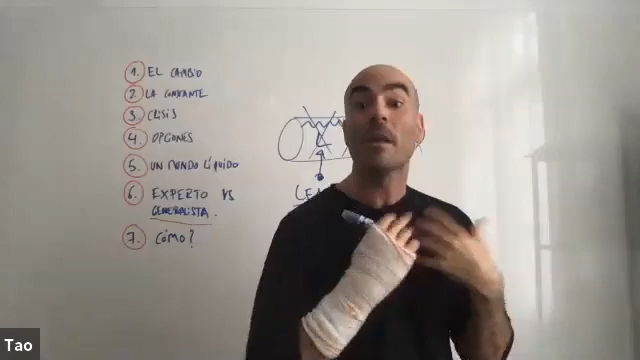 1. EL CAMBIO
2. LA CONSTANTE
3. CRISIS
4. OPCIONES
5. UN MUNDO LÍQUIDO
6. EXPERTO VS
GENERALISTA.
7. CÓMO?
Tao